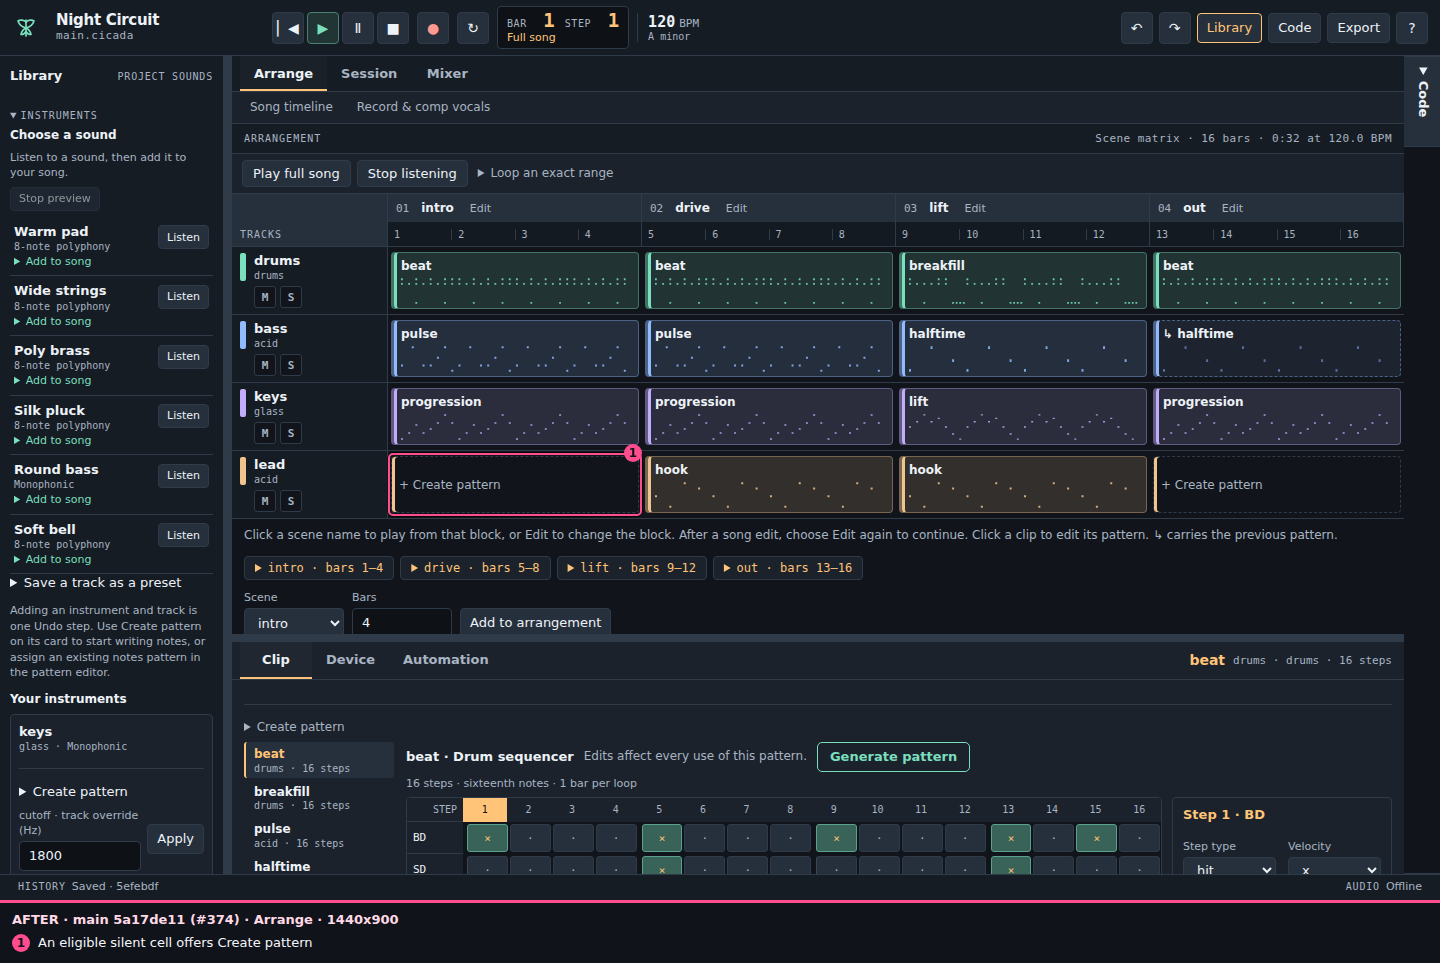 Night Circuit
main.cicada
BAR 1 STEP 1
Full song
120 BPM
A minor
Library
Code
Export
?
Library PROJECT SOUNDS
INSTRUMENTS
Choose a sound
Listen to a sound, then add it to
your song.
Stop preview
Warm pad
8-note polyphony
Add to song
Listen
Wide strings
8-note polyphony
Add to song
Listen
Poly brass
8-note polyphony
Add to song
Listen
Silk pluck
8-note polyphony
Add to song
Listen
Round bass
Monophonic
Add to song
Listen
Soft bell
8-note polyphony
Add to song
Listen
Save a track as a preset
Adding an instrument and track is
one Undo step. Use Create pattern
on its card to start writing notes, or
assign an existing notes pattern in
the pattern editor.
Your instruments
keys
glass · Monophonic
Create pattern
cutoff · track override
(Hz)
1800
Apply
Arrange Session Mixer
Song timeline Record & comp vocals
ARRANGEMENT Scene matrix · 16 bars · 0:32 at 120.0 BPM
Play full song Stop listening Loop an exact range
01 intro Edit 02 drive Edit 03 lift Edit 04 out Edit
TRACKS 1 2 3 4 5 6 7 8 9 10 11 12 13 14 15 16
drums
drums
M S
beat beat breakfill beat
bass
acid
M S
pulse pulse halftime ↳ halftime
keys
glass
M S
progression progression lift progression
lead
acid
M S
1
+ Create pattern hook hook + Create pattern
Click a scene name to play from that block, or Edit to change the block. After a song edit, choose Edit again to continue. Click a clip to edit its pattern. ↳ carries the previous pattern.
intro · bars 1–4 drive · bars 5–8 lift · bars 9–12 out · bars 13–16
Scene Bars
intro 4 Add to arrangement
Clip Device Automation
beat drums · drums · 16 steps
Create pattern
beat
drums · 16 steps
breakfill
drums · 16 steps
pulse
acid · 16 steps
halftime
beat · Drum sequencer Edits affect every use of this pattern. Generate pattern
16 steps · sixteenth notes · 1 bar per loop
STEP 1 2 3 4 5 6 7 8 9 10 11 12 13 14 15 16
BD × · · · × · · · × · · · × · × ·
SD · · · · × · · · · · · · × · · ·
Step 1 · BD
Step type Velocity
hit x
Code
HISTORY Saved · 5efebdf
AUDIO Offline
AFTER · main 5a17de11 (#374) · Arrange · 1440x900
1 An eligible silent cell offers Create pattern